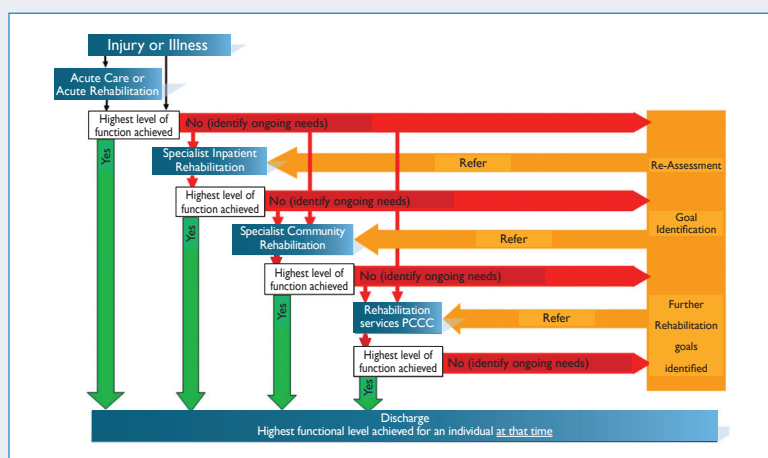 Injury or Illness
Acute Care or
Acute Rehabilitation
Highest level of
function achieved
No (identify ongoing needs)
Yes
Specialist Inpatient
Rehabilitation
Refer
Re-Assessment
Highest level of
function achieved
No (identify ongoing needs)
Yes
Goal
Identification
Specialist Community
Rehabilitation
Refer
Highest level of
function achieved
No (identify ongoing needs)
Yes
Rehabilitation
services PCCC
Refer
Further
Rehabilitation
goals
identified
Highest level of
function achieved
No (identify ongoing needs)
Yes
Discharge
Highest functional level achieved for an individual at that time